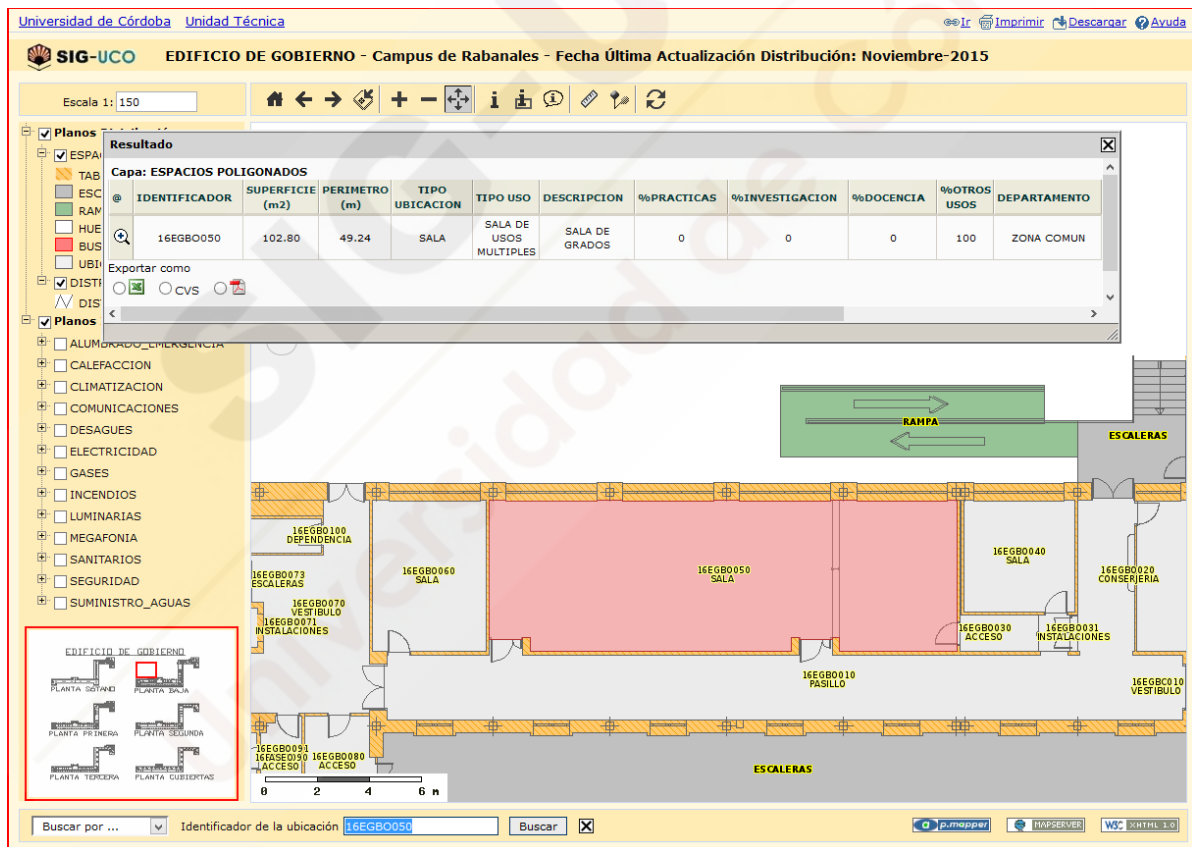 Universidad de Córdoba Unidad Técnica
Ir Imprimir Descargar Ayuda
SIG-UCO EDIFICIO DE GOBIERNO - Campus de Rabanales - Fecha Última Actualización Distribución: Noviembre-2015
Escala 1: 150
Planos
ESPA
TAB
ESC
RAM
HUE
BUS
UBI
DISTR
DIS
Planos
ALUMBRADO_EMERGENCIA
CALEFACCION
CLIMATIZACION
COMUNICACIONES
DESAGUES
ELECTRICIDAD
GASES
INCENDIOS
LUMINARIAS
MEGAFONIA
SANITARIOS
SEGURIDAD
SUMINISTRO_AGUAS
Resultado
Capa: ESPACIOS POLIGONADOS
@ IDENTIFICADOR SUPERFICIE (m2) PERIMETRO (m) TIPO UBICACION TIPO USO DESCRIPCION %PRACTICAS %INVESTIGACION %DOCENCIA %OTROS USOS DEPARTAMENTO
16EGBO050 102.80 49.24 SALA SALA DE USOS MULTIPLES SALA DE GRADOS 0 0 0 100 ZONA COMUN
Exportar como
CVS
RAMPA
ESCALERAS
16EGBO100
DEPENDENCIA
16EGBO073
ESCALERAS
16EGBO070
VESTIBULO
16EGBO071
INSTALACIONES
16EGBO060
SALA
16EGBO050
SALA
16EGBO040
SALA
16EGBO020
CONSERJERIA
16EGBO030
ACCESO
16EGBO031
INSTALACIONES
16EGBO010
PASILLO
16EGBC010
VESTIBULO
16EGBO091
ACCESO
16EGBO080
ACCESO
ESCALERAS
0 2 4 6 m
EDIFICIO DE GOBIERNO
PLANTA SOTANO PLANTA BAJA
PLANTA PRIMERA PLANTA SEGUNDA
PLANTA TERCERA PLANTA CUBIERTAS
Buscar por ... Identificador de la ubicación 16EGBO050 Buscar
p.mapper MAPSERVER W3C XHTML 1.0
SIG-U
Universidad de Cór